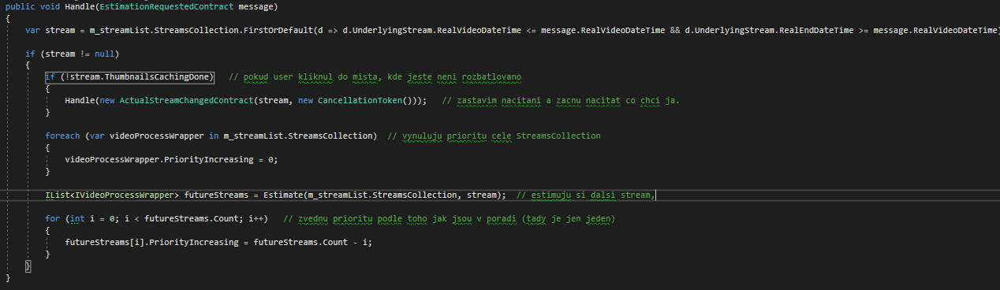 public void Handle(EstimationRequestedContract message)
{
var stream = m_streamList.StreamsCollection.FirstOrDefault(d => d.UnderlyingStream.RealVideoDateTime <= message.RealVideoDateTime && d.UnderlyingStream.RealEndDateTime >= message.RealVideoDateTime)
if (stream != null)
{
if (!stream.ThumbnailsCachingDone) // pokud user kliknul do mista, kde jeste neni rozbatlovano
{
Handle(new ActualStreamChangedContract(stream, new CancellationToken())); // zastavim nacitani a zacnu nacitat co chci ja.
}
foreach (var videoProcessWrapper in m_streamList.StreamsCollection) // vynuluju prioritu cele StreamsCollection
{
videoProcessWrapper.PriorityIncreasing = 0;
}
IList<IVideoProcessWrapper> futureStreams = Estimate(m_streamList.StreamsCollection, stream); // estimuju si dalsi stream,
for (int i = 0; i < futureStreams.Count; i++) // zvednu prioritu podle toho jak jsou v poradi (tady je jen jeden)
{
futureStreams[i].PriorityIncreasing = futureStreams.Count - i;
}
}
}